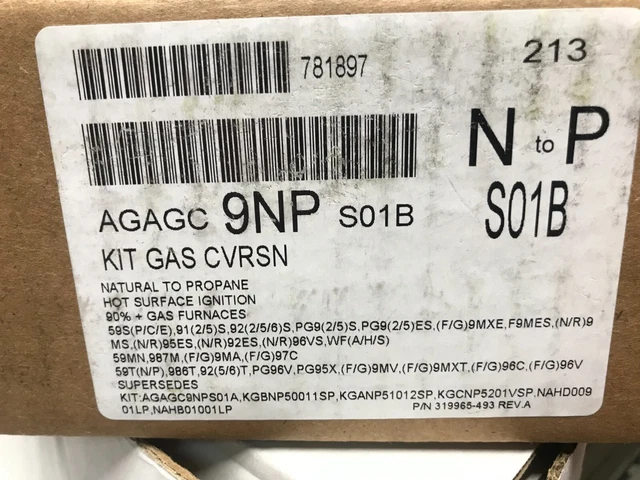 781897
213
N to P
AGAGC 9NP S01B
S01B
KIT GAS CVRSN
NATURAL TO PROPANE
HOT SURFACE IGNITION
90% + GAS FURNACES
59S(P/C/E),91(2/5)S,92(2/5/6)S,PG9(2/5)S,PG9(2/5)ES,(F/G)9MXE,F9MES,(N/R)9
MS,(N/R)95ES,(N/R)92ES,(N/R)96VS,WF(A/H/S)
59MN,987M,(F/G)9MA,(F/G)97C
59T(N/P),986T,92(5/6)T,PG96V,PG95X,(F/G)9MV,(F/G)9MXT,(F/G)96C,(F/G)96V
SUPERSEDES
KIT:AGAGC9NPS01A,KGBNP50011SP,KGANP51012SP,KGCNP5201VSP,NAHD009
01LP,NAHB01001LP
P/N 319965-493 REV.A